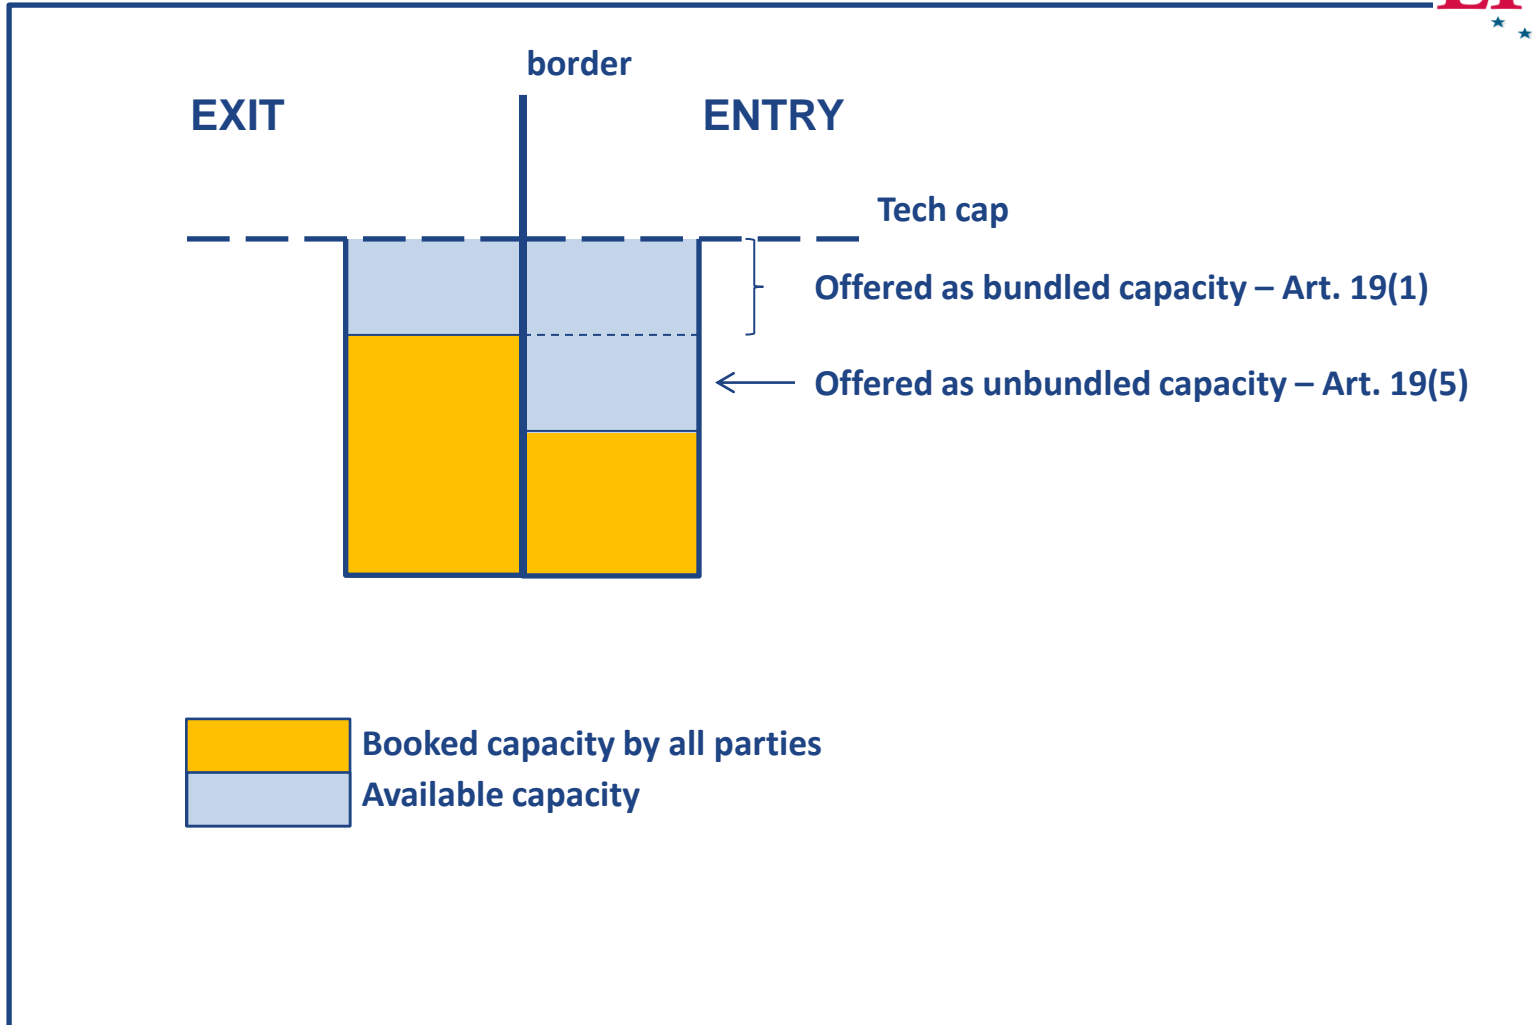 border
EXIT
ENTRY
Tech cap
Offered as bundled capacity – Art. 19(1)
Offered as unbundled capacity – Art. 19(5)
Booked capacity by all parties
Available capacity